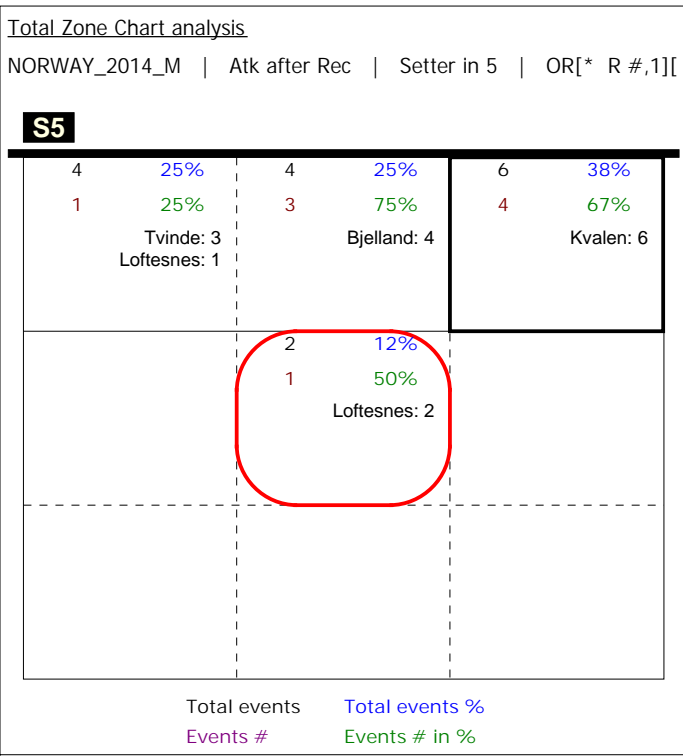 Total Zone Chart analysis
NORWAY_2014_M | Atk after Rec | Setter in 5 | OR[* R #,1][
S5
4 25% 4 25% 6 38%
1 25% 3 75% 4 67%
Tvinde: 3 Bjelland: 4 Kvalen: 6
Loftesnes: 1
2 12%
1 50%
Loftesnes: 2
Total events Total events %
Events # Events # in %